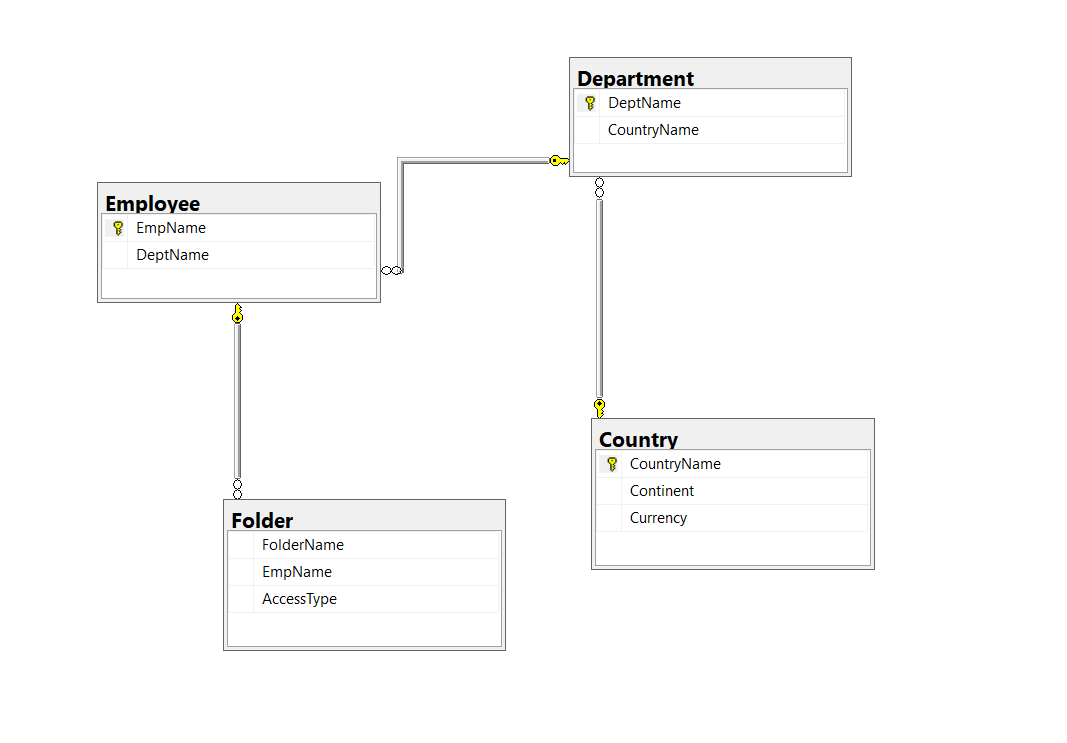 Department
DeptName
CountryName
Employee
EmpName
DeptName
Country
CountryName
Continent
Currency
Folder
FolderName
EmpName
AccessType